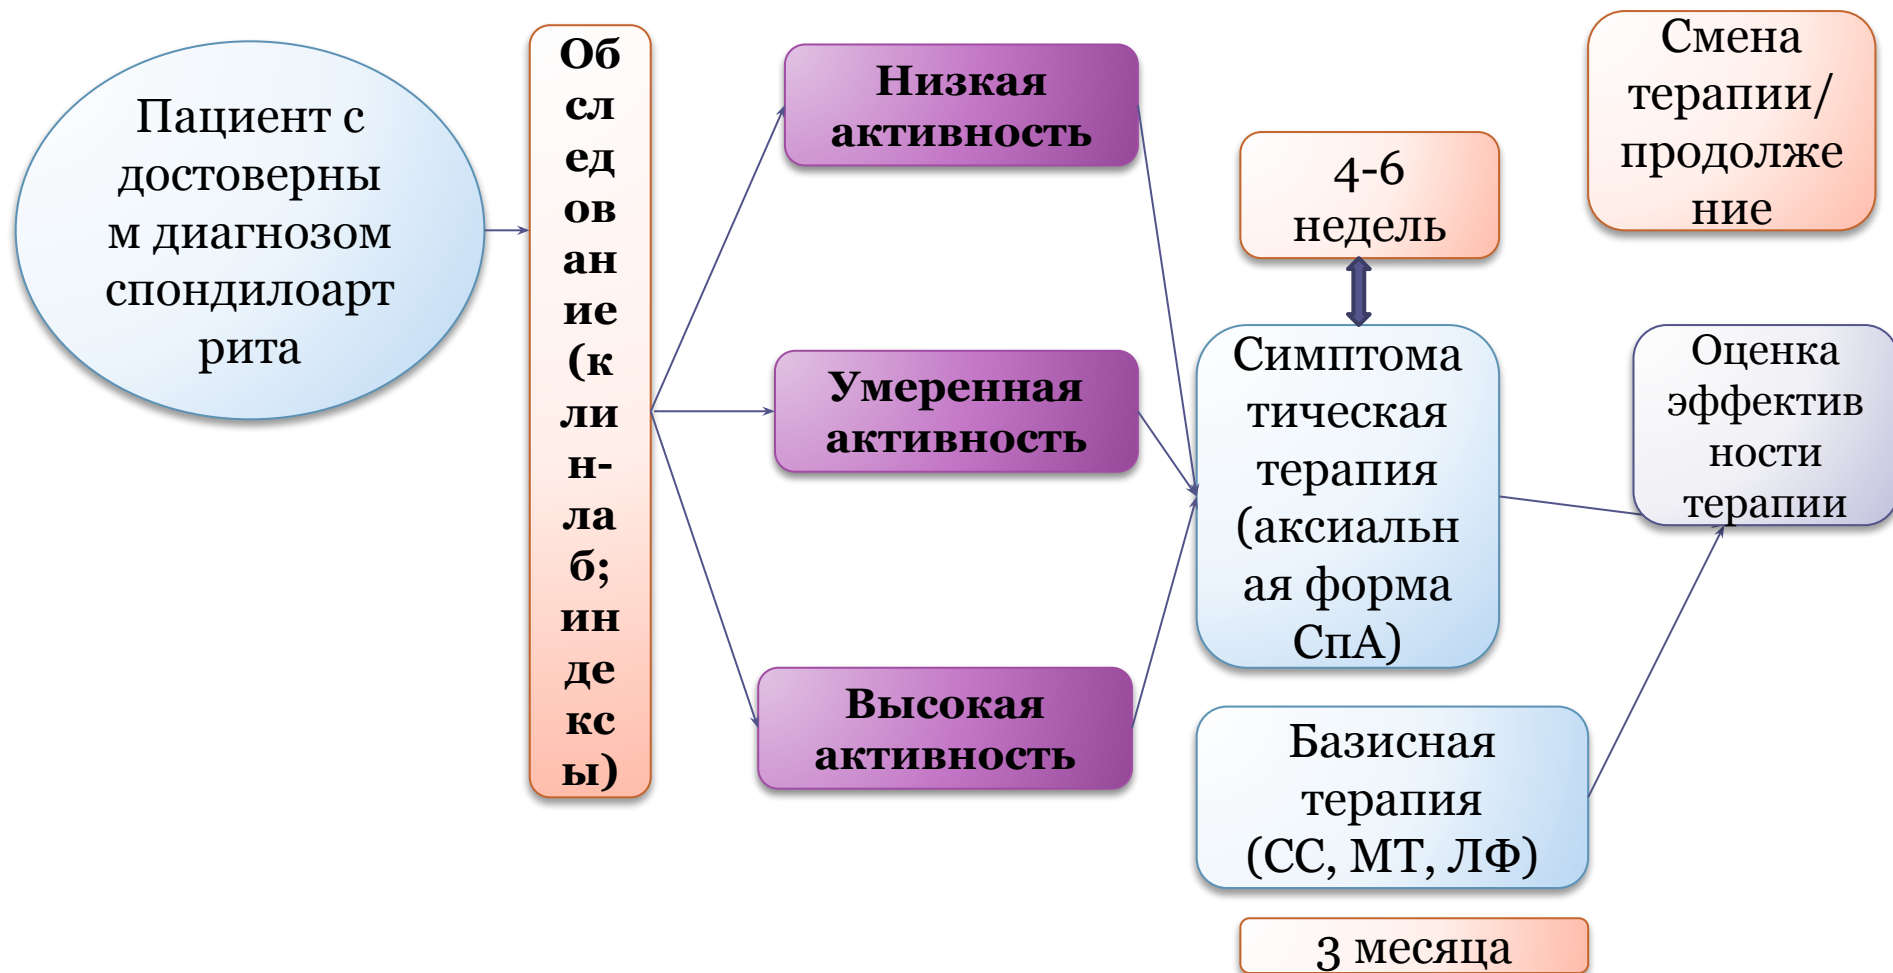 Пациент с
достоверны
м диагнозом
спондилоарт
рита
Об
сл
ед
ов
ан
ие
(к
ли
н-
ла
б;
ин
де
кс
ы)
Низкая
активность
Умеренная
активность
Высокая
активность
4-6
недель
Симптома
тическая
терапия
(аксиальн
ая форма
СпА)
Базисная
терапия
(СС, МТ, ЛФ)
3 месяца
Смена
терапии/
продолже
ние
Оценка
эффектив
ности
терапии